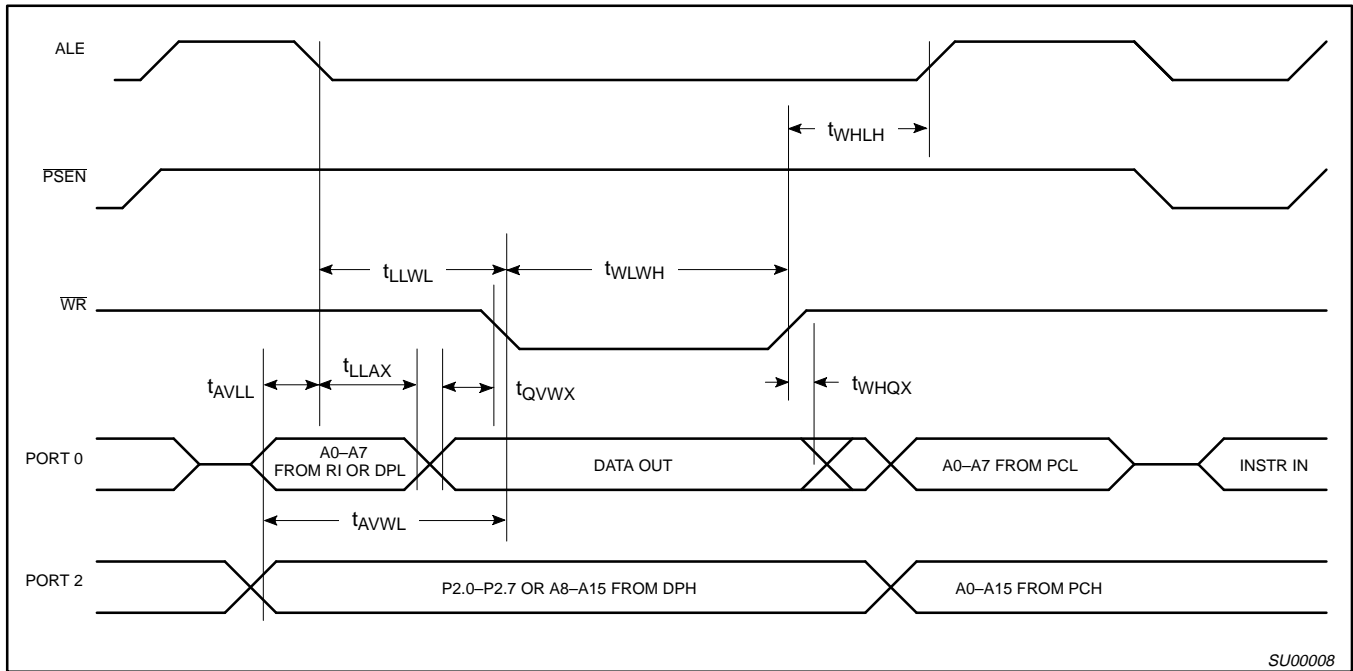 ALE
tWHLH
PSEN
tLLWL
tWLWH
WR
tAVLL
tLLAX
tQVWX
tWHQX
PORT 0
A0–A7
FROM RI OR DPL
DATA OUT
A0–A7 FROM PCL
INSTR IN
tAVWL
PORT 2
P2.0–P2.7 OR A8–A15 FROM DPH
A0–A15 FROM PCH
SU00008